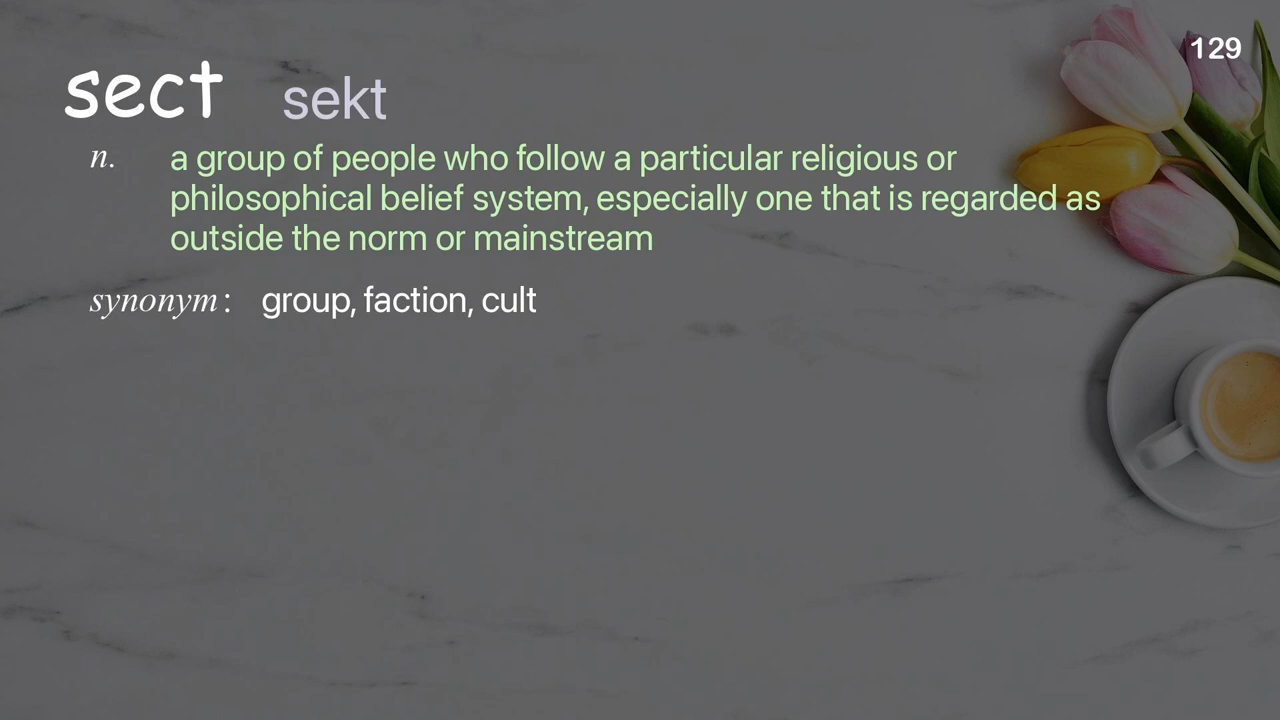 129
sect sekt
n. a group of people who follow a particular religious or
philosophical belief system, especially one that is regarded as
outside the norm or mainstream
synonym: group, faction, cult